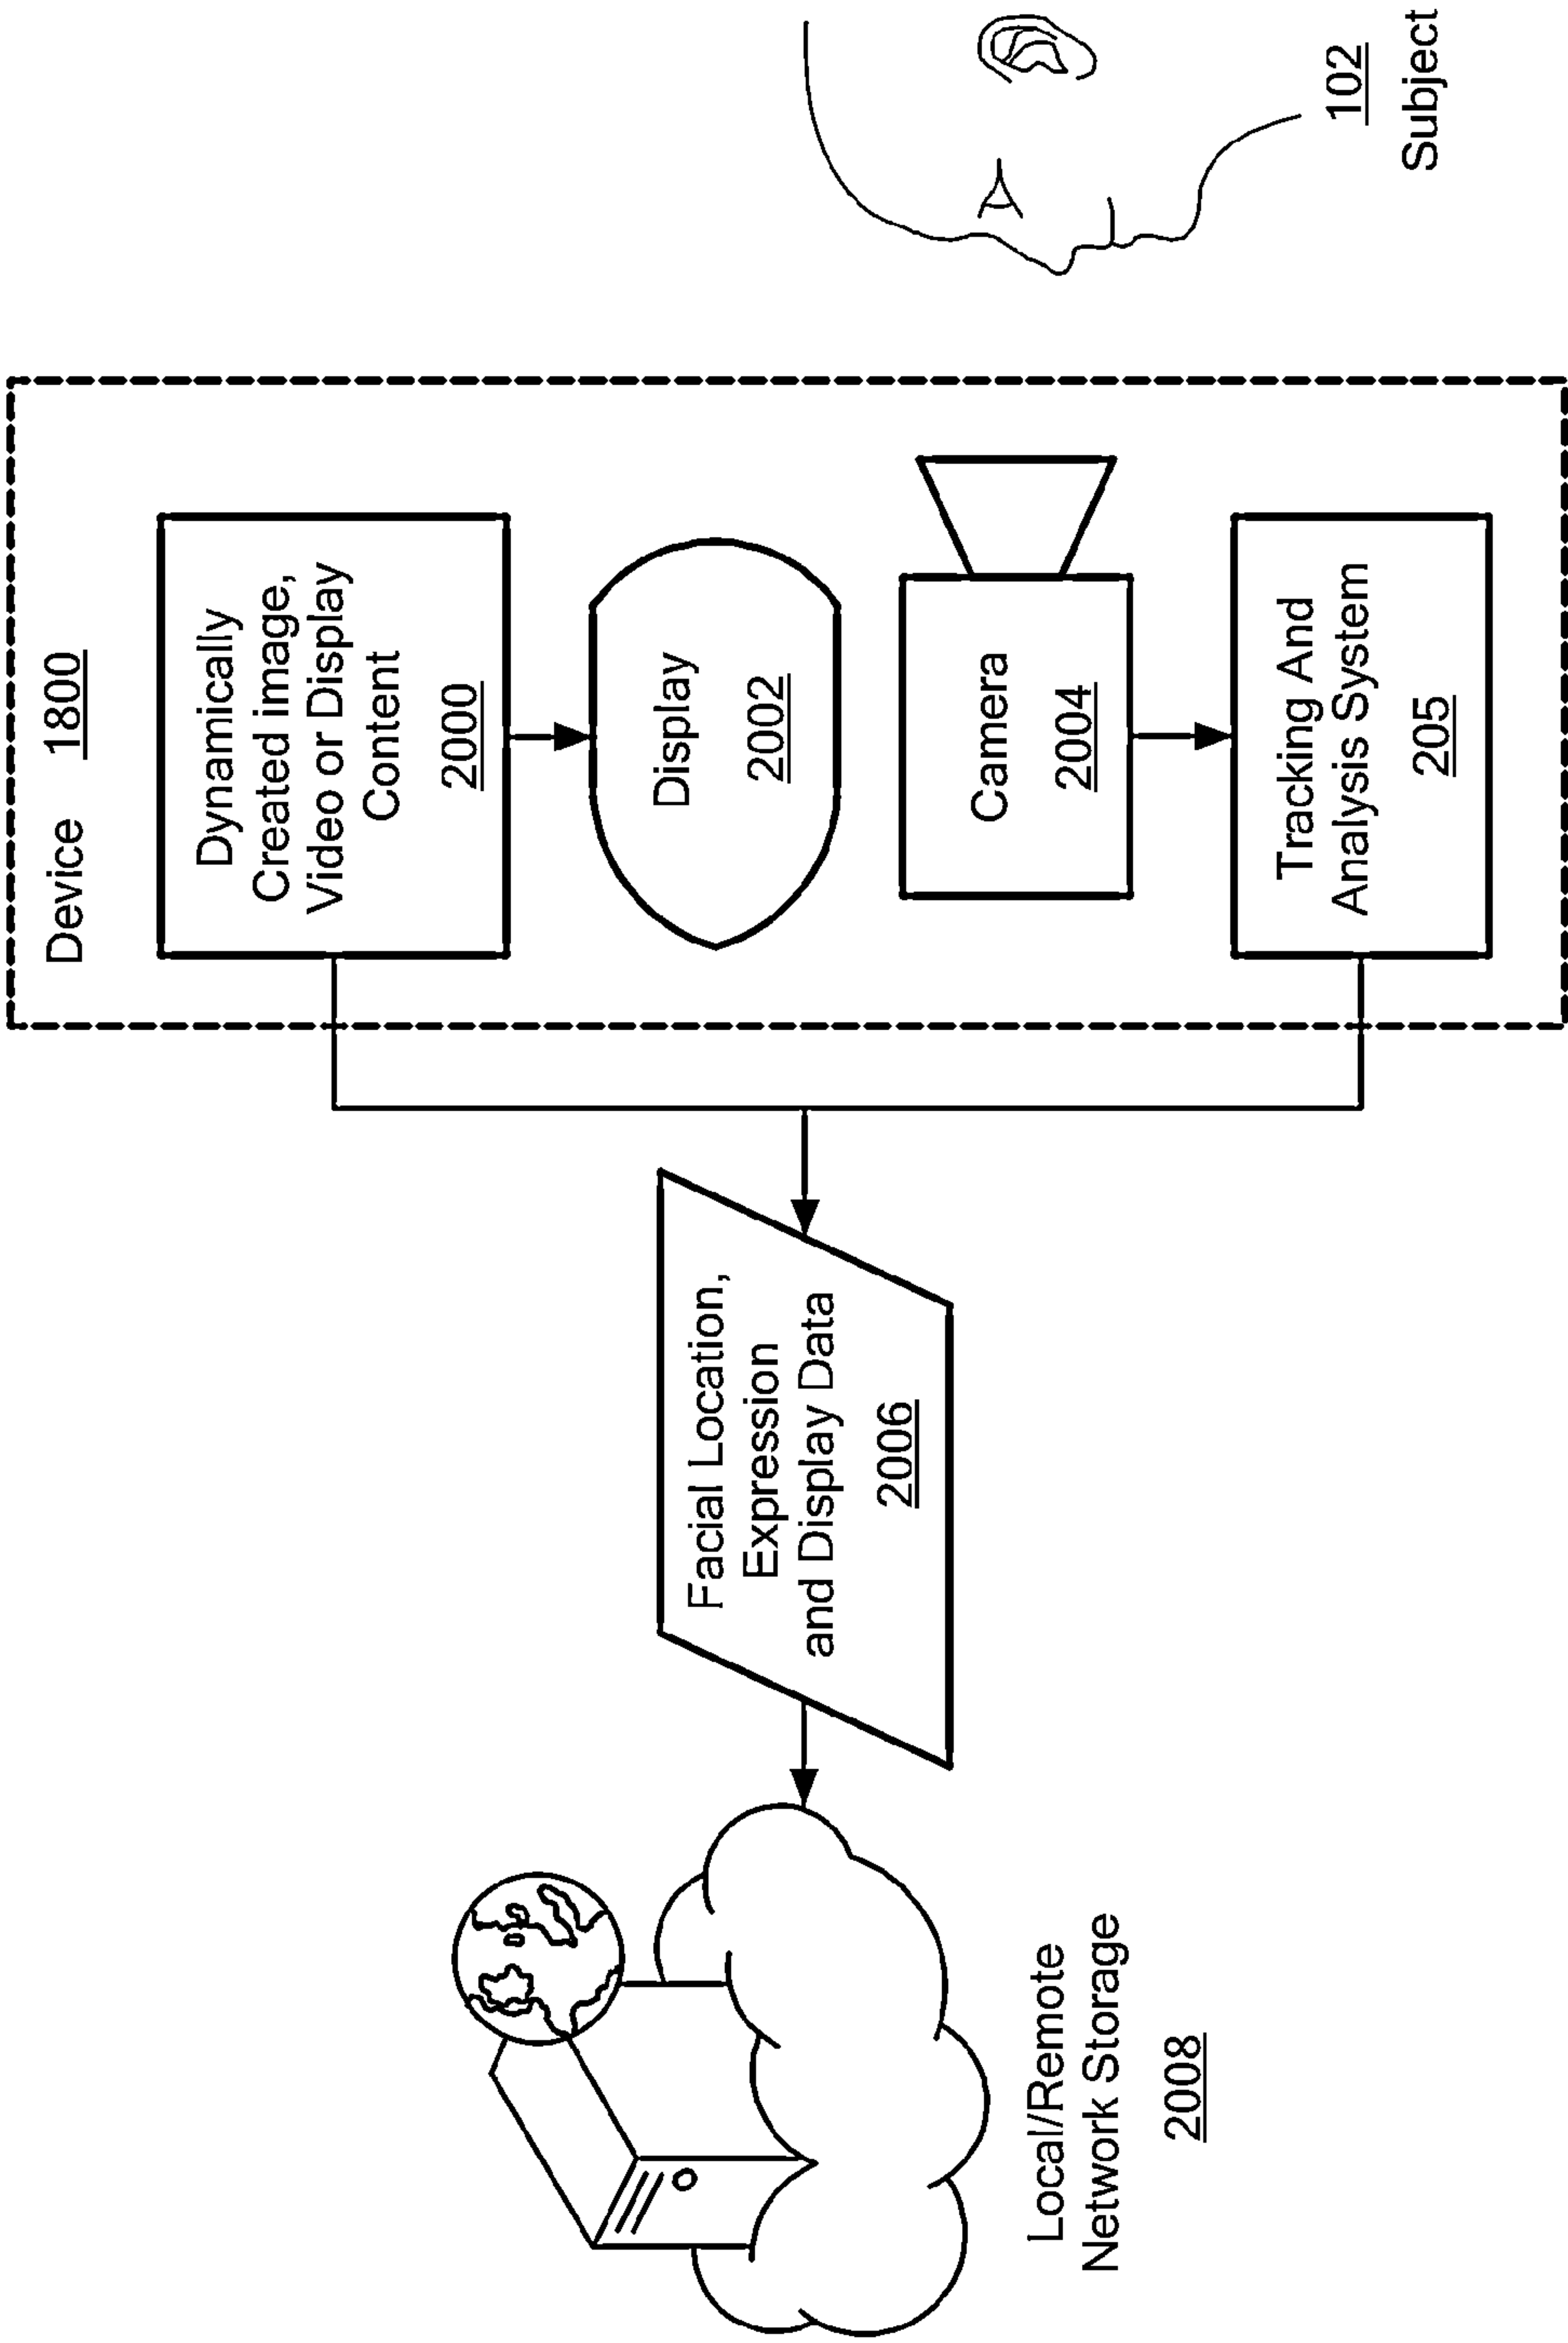 Device 1800
Dynamically
Created image,
Video or Display
Content
2000
Display
2002
Camera
2004
Tracking And
Analysis System
205
102
Subject
Facial Location,
Expression
and Display Data
2006
Local/Remote
Network Storage
2008